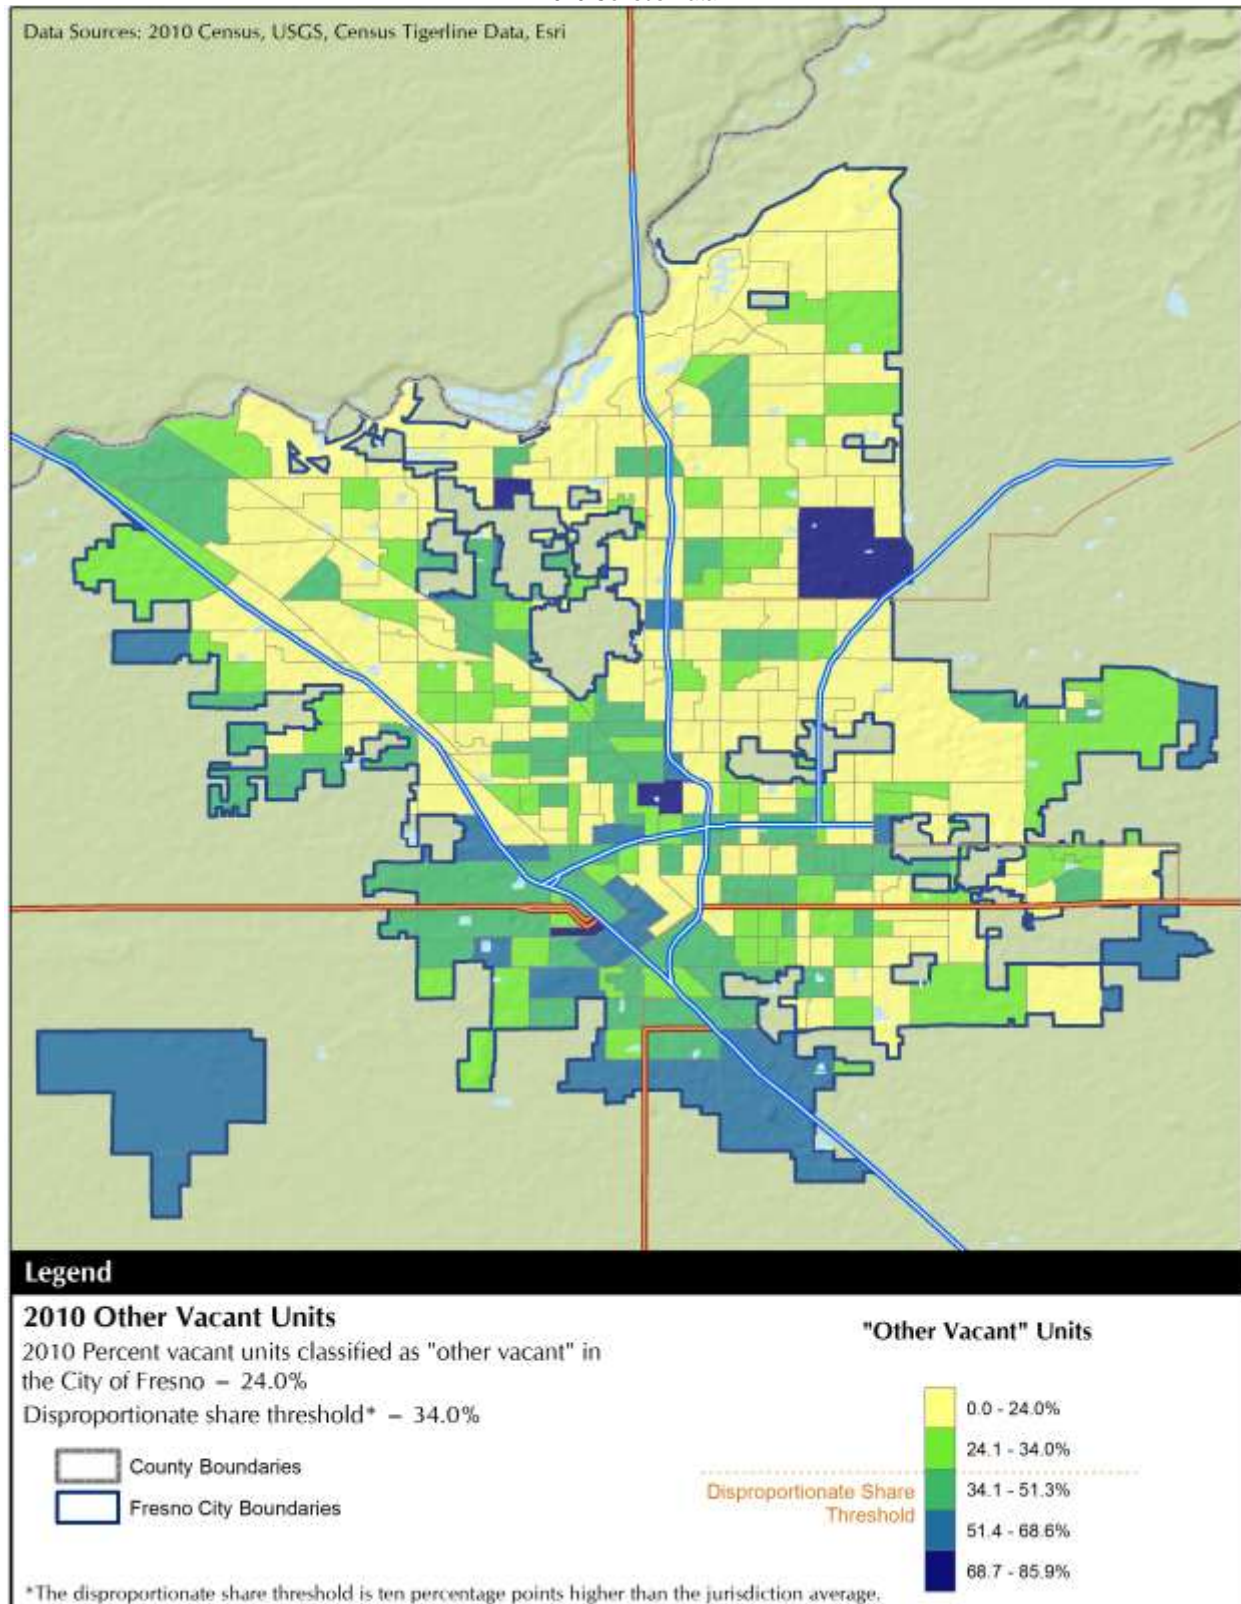 Data Sources: 2010 Census, USGS, Census Tigerline Data, Esri
Legend
2010 Other Vacant Units
2010 Percent vacant units classified as "other vacant" in
the City of Fresno – 24.0%
Disproportionate share threshold* – 34.0%
County Boundaries
Fresno City Boundaries
"Other Vacant" Units
0.0 - 24.0%
24.1 - 34.0%
Disproportionate Share
Threshold
34.1 - 51.3%
51.4 - 68.6%
68.7 - 85.9%
*The disproportionate share threshold is ten percentage points higher than the jurisdiction average.